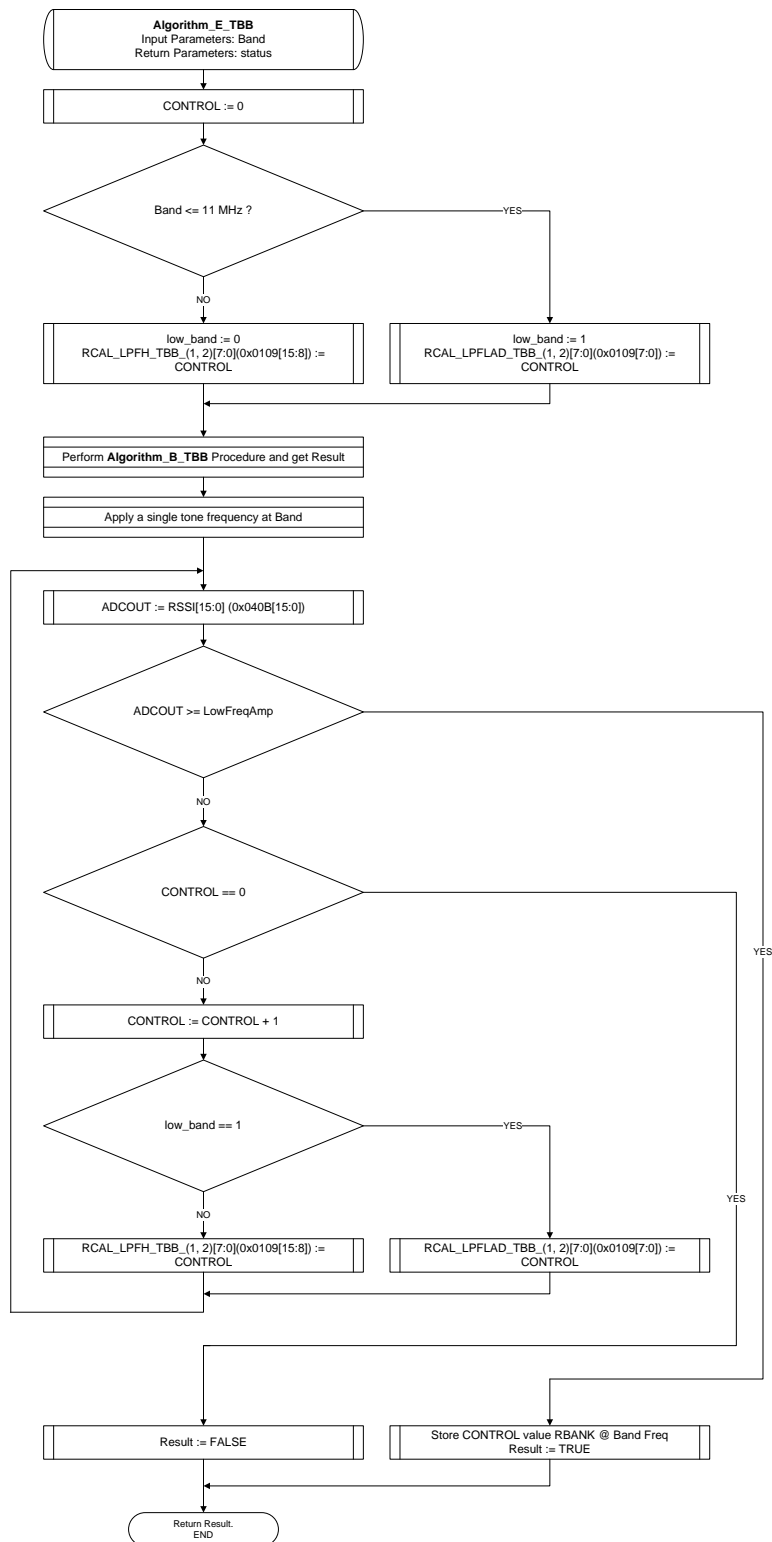 Algorithm_E_TBB
Input Parameters: Band
Return Parameters: status
CONTROL := 0
Band <= 11 MHz ?
YES
NO
low_band := 0
RCAL_LPFH_TBB_(1, 2)[7:0](0x0109[15:8]) :=
CONTROL
low_band := 1
RCAL_LPFLAD_TBB_(1, 2)[7:0](0x0109[7:0]) :=
CONTROL
Perform Algorithm_B_TBB Procedure and get Result
Apply a single tone frequency at Band
ADCOUT := RSSI[15:0] (0x040B[15:0])
ADCOUT >= LowFreqAmp
NO
CONTROL == 0
YES
NO
CONTROL := CONTROL + 1
low_band == 1
YES
YES
NO
RCAL_LPFH_TBB_(1, 2)[7:0](0x0109[15:8]) :=
CONTROL
RCAL_LPFLAD_TBB_(1, 2)[7:0](0x0109[7:0]) :=
CONTROL
Result := FALSE
Store CONTROL value RBANK @ Band Freq
Result := TRUE
Return Result.
END